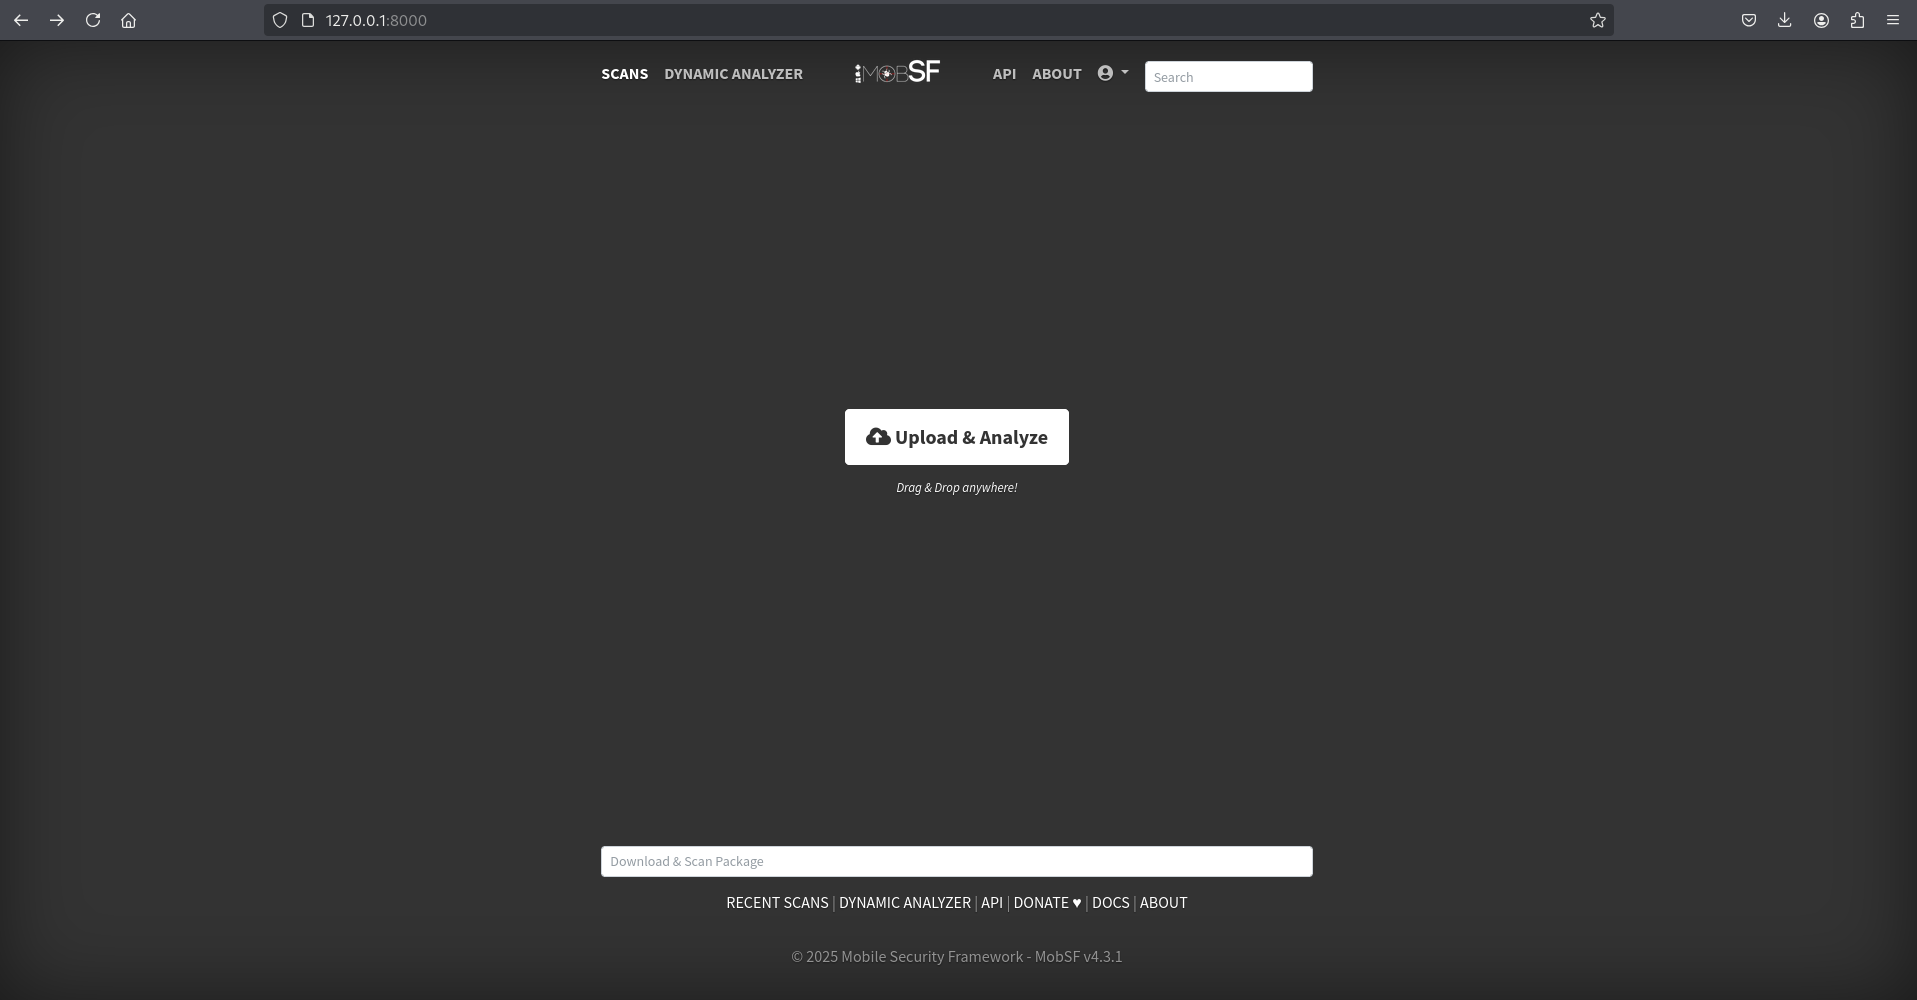 127.0.0.1:8000
SCANS DYNAMIC ANALYZER MOBSF API ABOUT Search
Upload & Analyze
Drag & Drop anywhere!
Download & Scan Package
RECENT SCANS | DYNAMIC ANALYZER | API | DONATE ♥ | DOCS | ABOUT
© 2025 Mobile Security Framework - MobSF v4.3.1